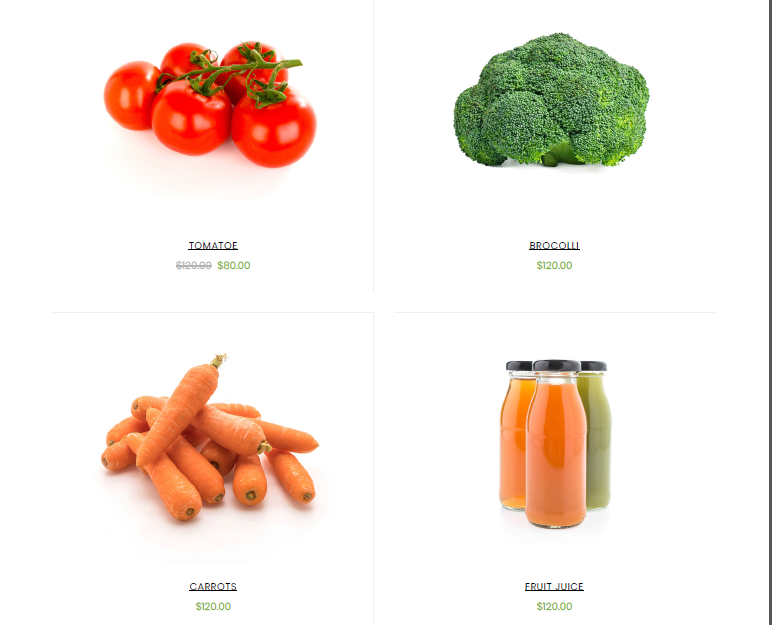 TOMATOE
$120.00 $80.00
BROCOLLI
$120.00
CARROTS
$120.00
FRUIT JUICE
$120.00